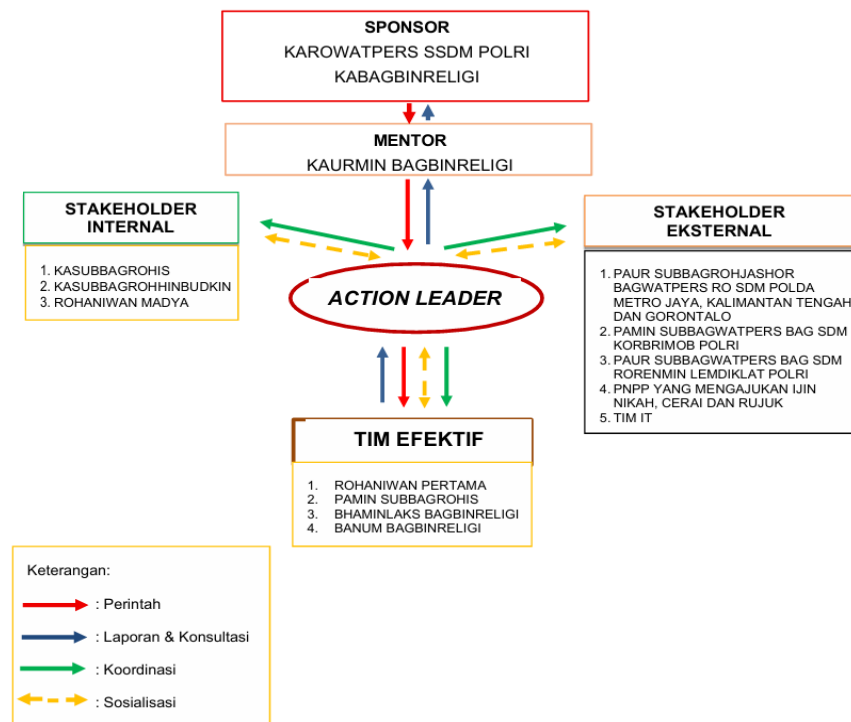 SPONSOR
KAROWATPERS SSDM POLRI
KABAGBINRELIGI
MENTOR
KAURMIN BAGBINRELIGI
STAKEHOLDER
INTERNAL
1. KASUBBAGROHIS
2. KASUBBAGROHHINBUDKIN
3. ROHANIWAN MADYA
STAKEHOLDER
EKSTERNAL
1. PAUR SUBBAGROHJASHOR
BAGWATPERS RO SDM POLDA
METRO JAYA, KALIMANTAN TENGAH
DAN GORONTALO
2. PAMIN SUBBAGWATPERS BAG SDM
KORBRIMOB POLRI
3. PAUR SUBBAGWATPERS BAG SDM
RORENMIN LEMDIKLAT POLRI
4. PNPP YANG MENGAJUKAN IJIN
NIKAH, CERAI DAN RUJUK
5. TIM IT
ACTION LEADER
TIM EFEKTIF
1. ROHANIWAN PERTAMA
2. PAMIN SUBBAGROHIS
3. BHAMINLAKS BAGBINRELIGI
4. BANUM BAGBINRELIGI
Keterangan:
: Perintah
: Laporan & Konsultasi
: Koordinasi
: Sosialisasi